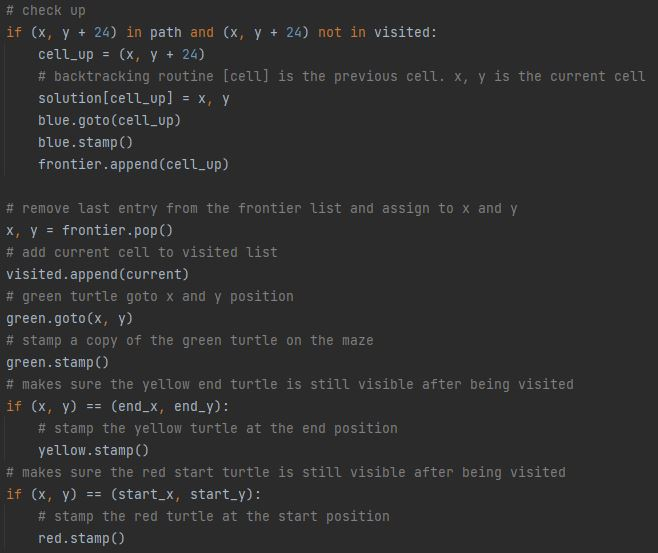 # check up
if (x, y + 24) in path and (x, y + 24) not in visited:
    cell_up = (x, y + 24)
    # backtracking routine [cell] is the previous cell. x, y is the current cell
    solution[cell_up] = x, y
    blue.goto(cell_up)
    blue.stamp()
    frontier.append(cell_up)

# remove last entry from the frontier list and assign to x and y
x, y = frontier.pop()
# add current cell to visited list
visited.append(current)
# green turtle goto x and y position
green.goto(x, y)
# stamp a copy of the green turtle on the maze
green.stamp()
# makes sure the yellow end turtle is still visible after being visited
if (x, y) == (end_x, end_y):
    # stamp the yellow turtle at the end position
    yellow.stamp()
# makes sure the red start turtle is still visible after being visited
if (x, y) == (start_x, start_y):
    # stamp the red turtle at the start position
    red.stamp()